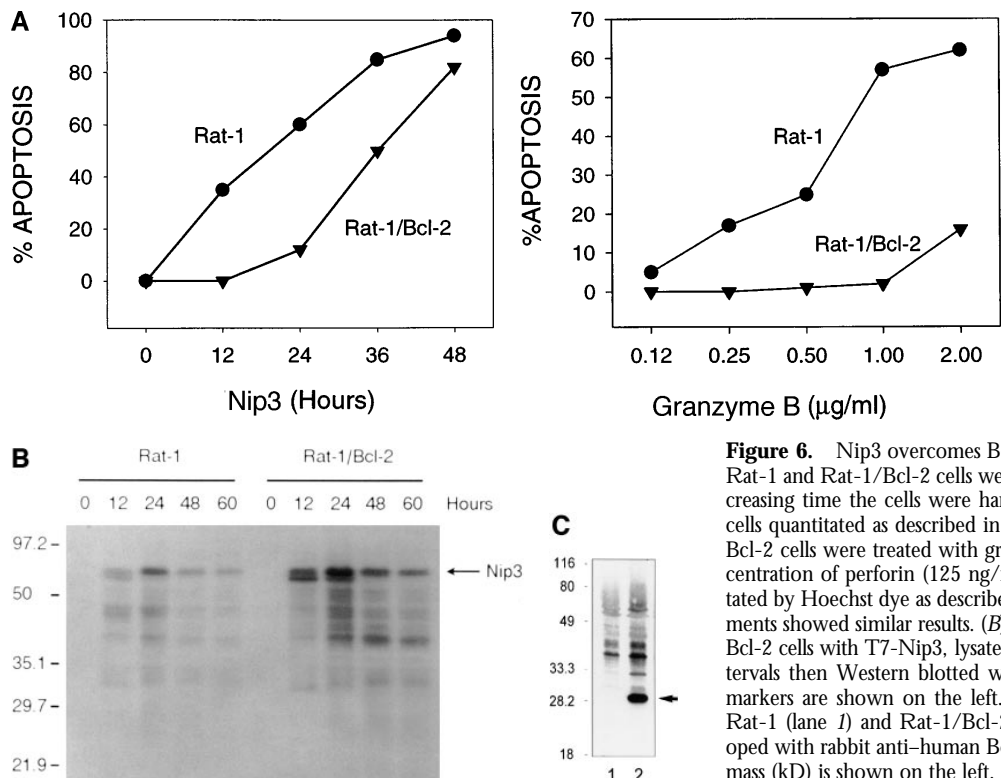 A
100
80
60
40
20
0
% APOPTOSIS
Rat-1
Rat-1/Bcl-2
0 12 24 36 48
Nip3 (Hours)
70
60
50
40
30
20
10
0
%APOPTOSIS
Rat-1
Rat-1/Bcl-2
0.12 0.25 0.50 1.00 2.00
Granzyme B (μg/ml)
B
Rat-1 Rat-1/Bcl-2
0 12 24 48 60 0 12 24 48 60 Hours
97.2
50
35.1
29.7
21.9
Nip3
C
116
80
49
33.3
28.2
18
1 2
Figure 6. Nip3 overcomes B
Rat-1 and Rat-1/Bcl-2 cells we
creasing time the cells were har
cells quantitated as described in
Bcl-2 cells were treated with gr
centration of perforin (125 ng/
tated by Hoechst dye as describe
ments showed similar results. (B
Bcl-2 cells with T7-Nip3, lysate
tervals then Western blotted w
markers are shown on the left.
Rat-1 (lane 1) and Rat-1/Bcl-2
oped with rabbit anti–human Bc
mass (kD) is shown on the left.